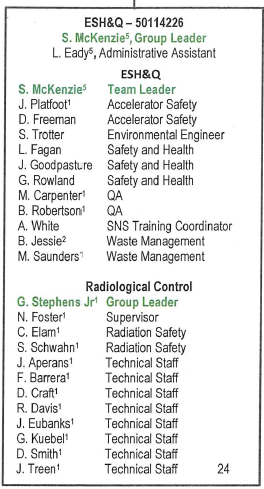 ESH&Q – 50114226
S. McKenzie⁵, Group Leader
L. Eady⁵, Administrative Assistant
ESH&Q
S. McKenzie⁵ Team Leader
J. Platfoot¹ Accelerator Safety
D. Freeman Accelerator Safety
S. Trotter Environmental Engineer
L. Fagan Safety and Health
J. Goodpasture Safety and Health
G. Rowland Safety and Health
M. Carpenter¹ QA
B. Robertson¹ QA
A. White SNS Training Coordinator
B. Jessie² Waste Management
M. Saunders¹ Waste Management
Radiological Control
G. Stephens Jr¹ Group Leader
N. Foster¹ Supervisor
C. Elam¹ Radiation Safety
S. Schwahn¹ Radiation Safety
J. Aperans¹ Technical Staff
F. Barrera¹ Technical Staff
D. Craft¹ Technical Staff
R. Davis¹ Technical Staff
J. Eubanks¹ Technical Staff
G. Kuebel¹ Technical Staff
D. Smith¹ Technical Staff
J. Treen¹ Technical Staff 24